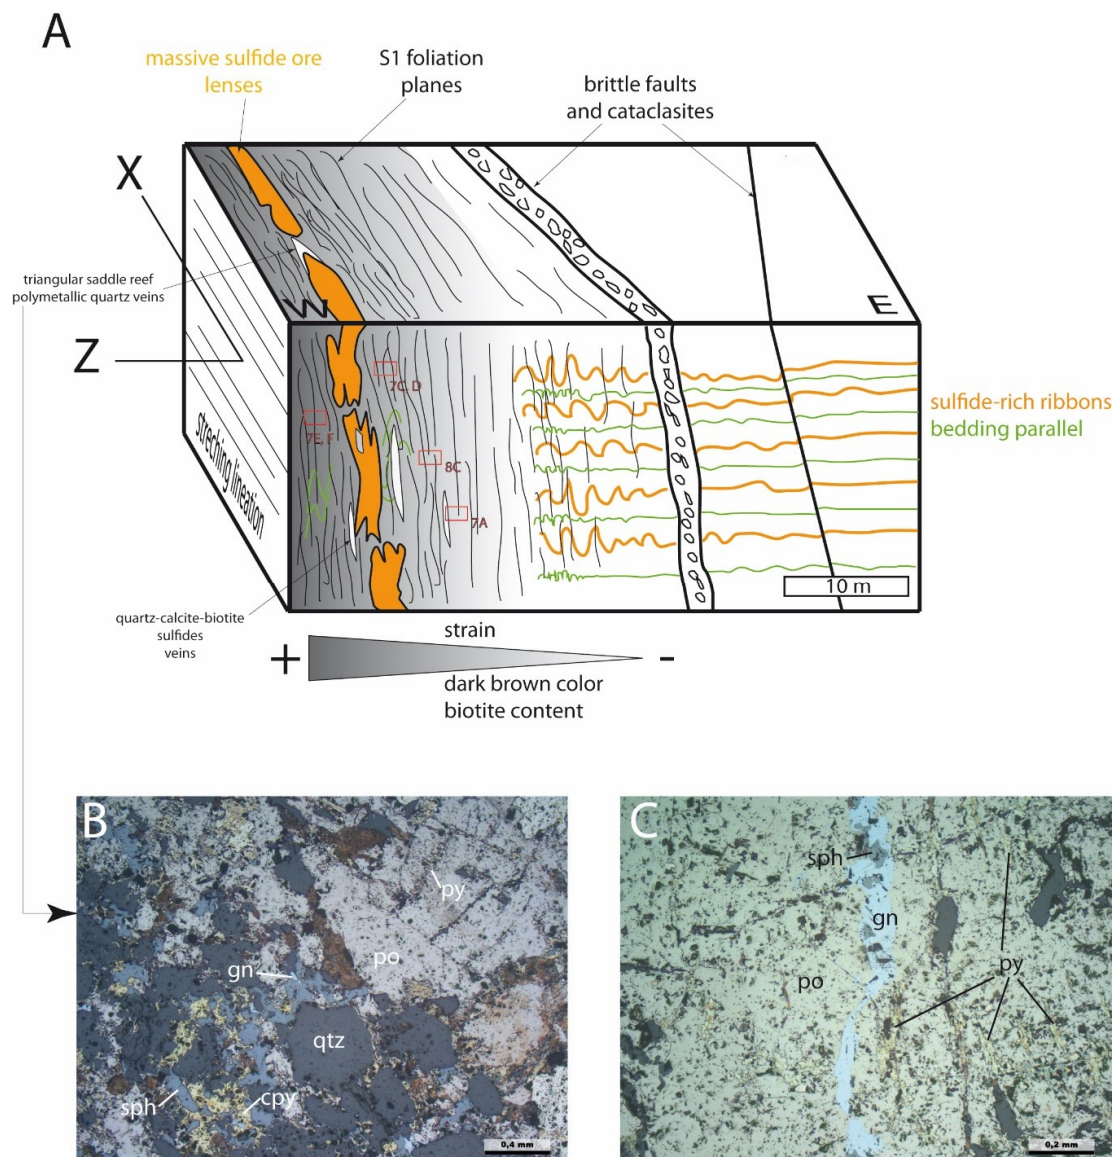 A
massive sulfide ore
lenses
S1 foliation
planes
brittle faults
and cataclasites
X
triangular saddle reef
polymetallic quartz veins
W
E
Z
7C, D
7E, F
8C
7A
sulfide-rich ribbons
bedding parallel
streching lineation
10 m
quartz-calcite-biotite
sulfides
veins
strain
+
-
dark brown color
biotite content
B
py
po
gn
qtz
sph
cpy
0,4 mm
C
sph
gn
po
py
0,2 mm